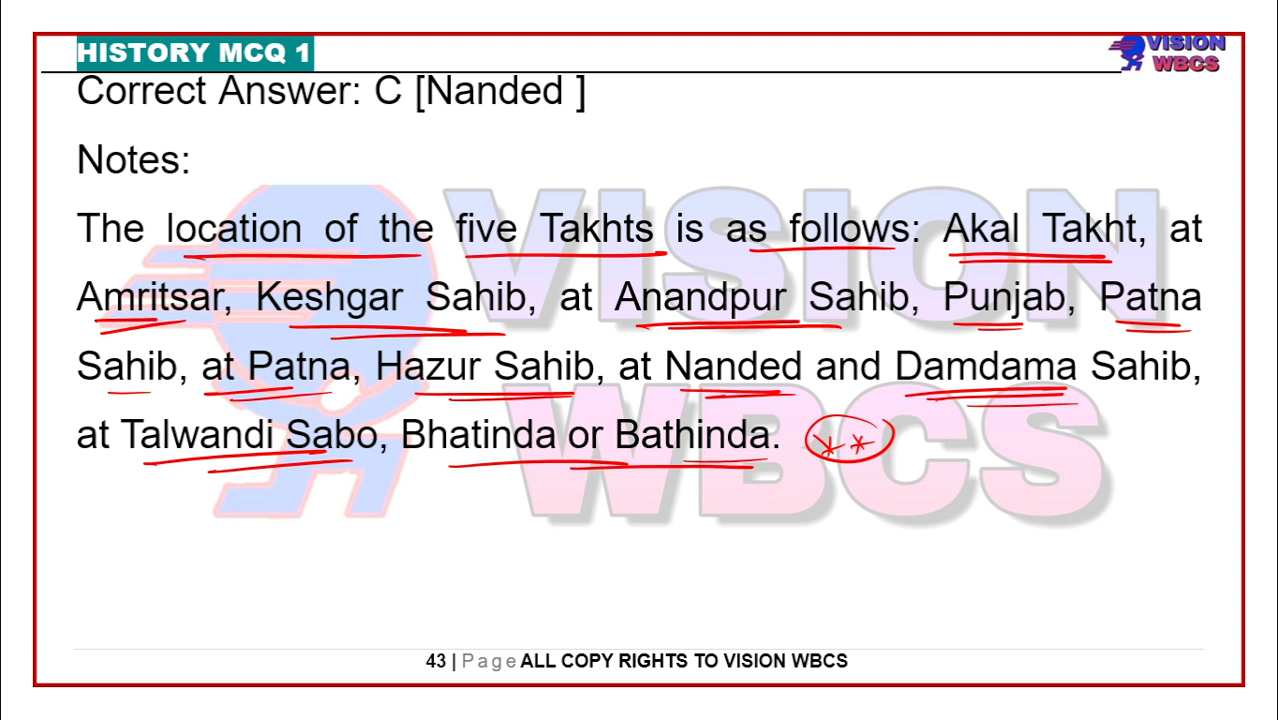 HISTORY MCQ 1
VISION
WBCS
Correct Answer: C [Nanded ]
Notes:
The location of the five Takhts is as follows: Akal Takht, at
Amritsar, Keshgar Sahib, at Anandpur Sahib, Punjab, Patna
Sahib, at Patna, Hazur Sahib, at Nanded and Damdama Sahib,
at Talwandi Sabo, Bhatinda or Bathinda. **
VISION
WBCS
43 | Page ALL COPY RIGHTS TO VISION WBCS